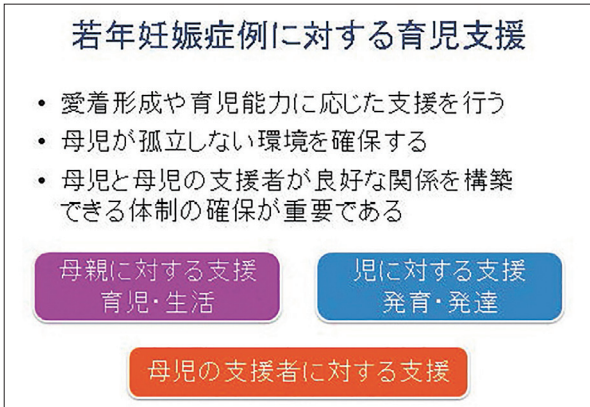 若年妊娠症例に対する育児支援
• 愛着形成や育児能力に応じた支援を行う
• 母児が孤立しない環境を確保する
• 母児と母児の支援者が良好な関係を構築
できる体制の確保が重要である
母親に対する支援
育児・生活
児に対する支援
発育・発達
母児の支援者に対する支援